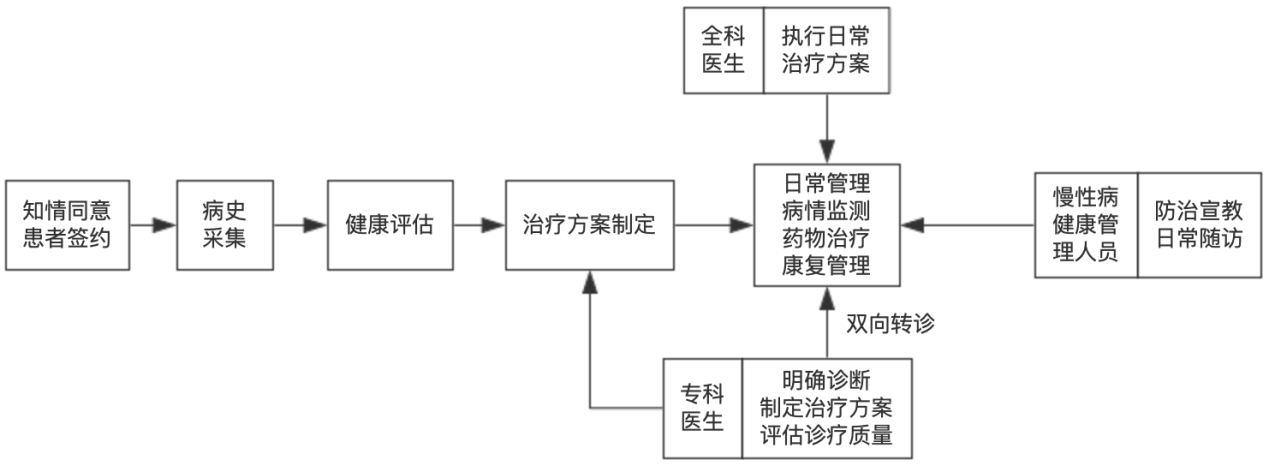 全科
医生
执行日常
治疗方案
知情同意
患者签约
病史
采集
健康评估
治疗方案制定
日常管理
病情监测
药物治疗
康复管理
慢性病
健康管
理人员
防治宣教
日常随访
双向转诊
专科
医生
明确诊断
制定治疗方案
评估诊疗质量